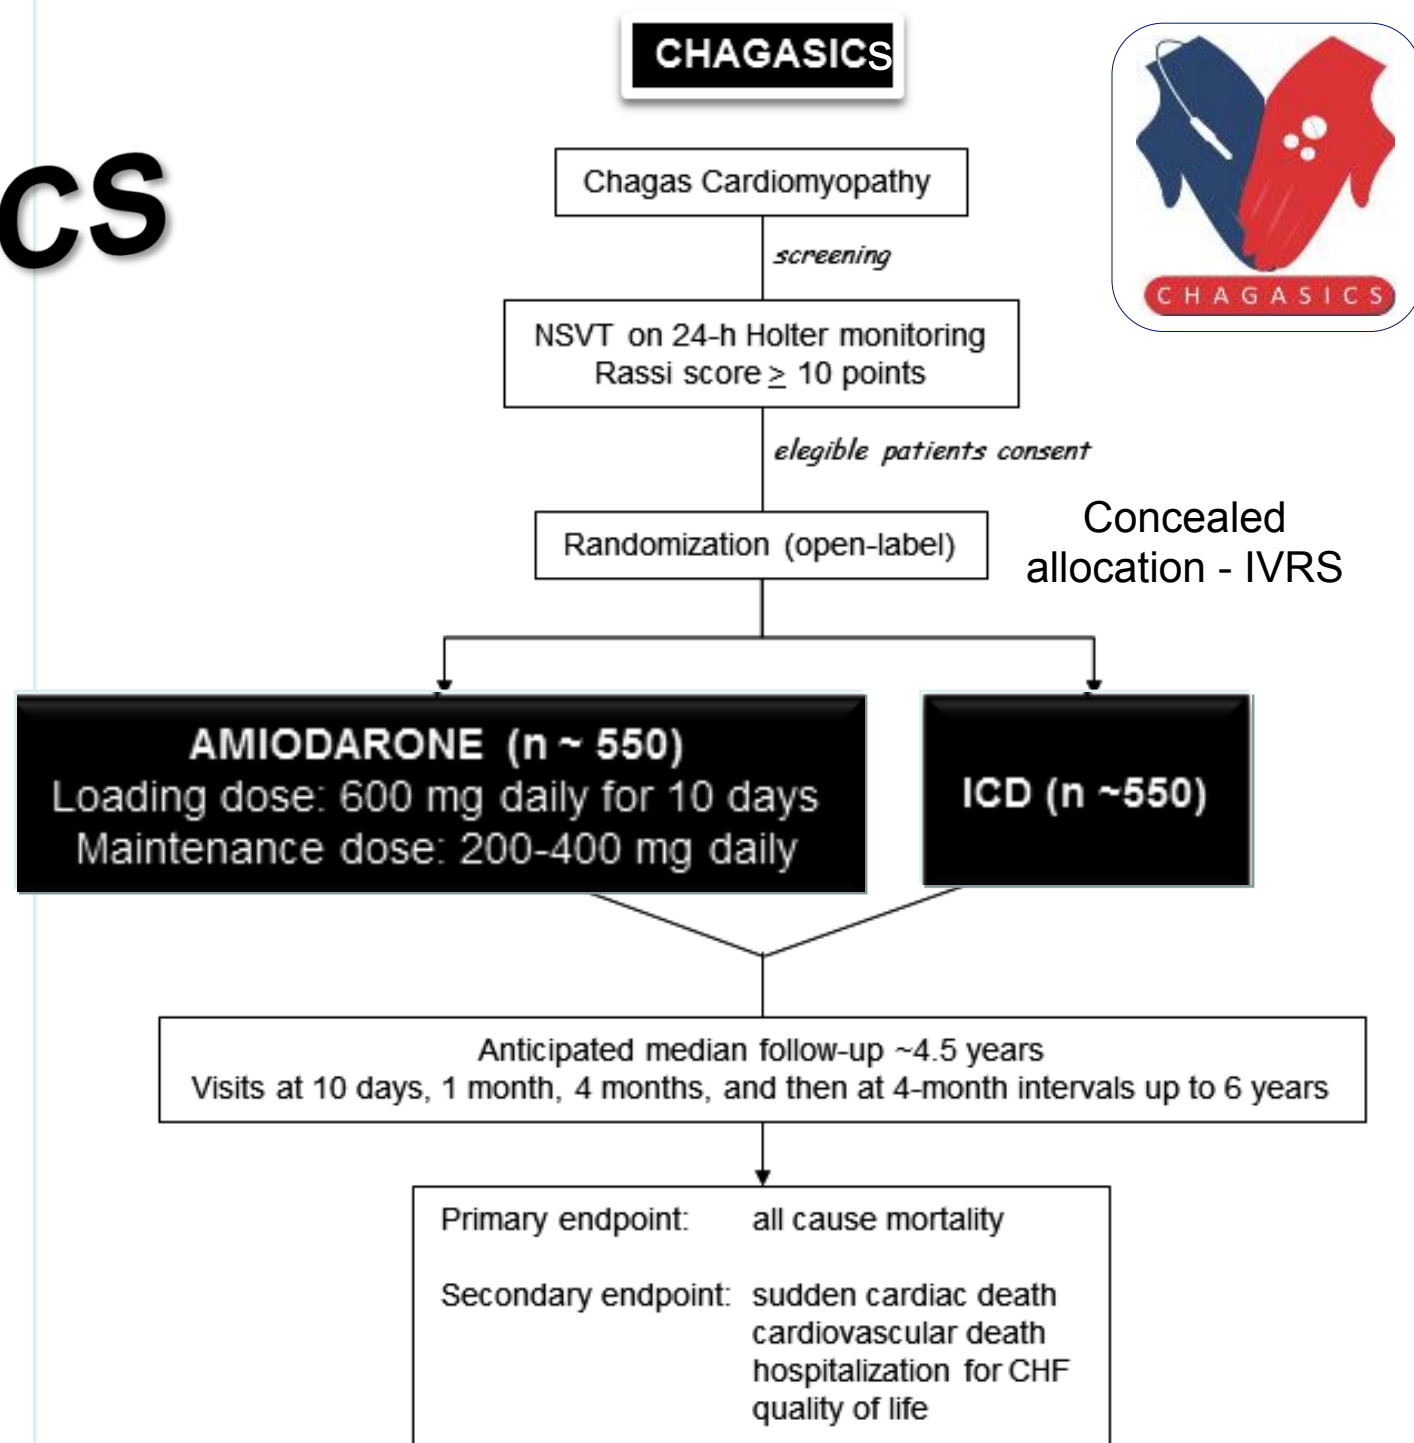 CHAGASICS
CS
CHAGASICS
Chagas Cardiomyopathy
screening
NSVT on 24-h Holter monitoring
Rassi score ≥ 10 points
elegible patients consent
Randomization (open-label)
Concealed
allocation - IVRS
AMIODARONE (n ~ 550)
Loading dose: 600 mg daily for 10 days
Maintenance dose: 200-400 mg daily
ICD (n ~550)
Anticipated median follow-up ~4.5 years
Visits at 10 days, 1 month, 4 months, and then at 4-month intervals up to 6 years
Primary endpoint: all cause mortality
Secondary endpoint: sudden cardiac death
cardiovascular death
hospitalization for CHF
quality of life